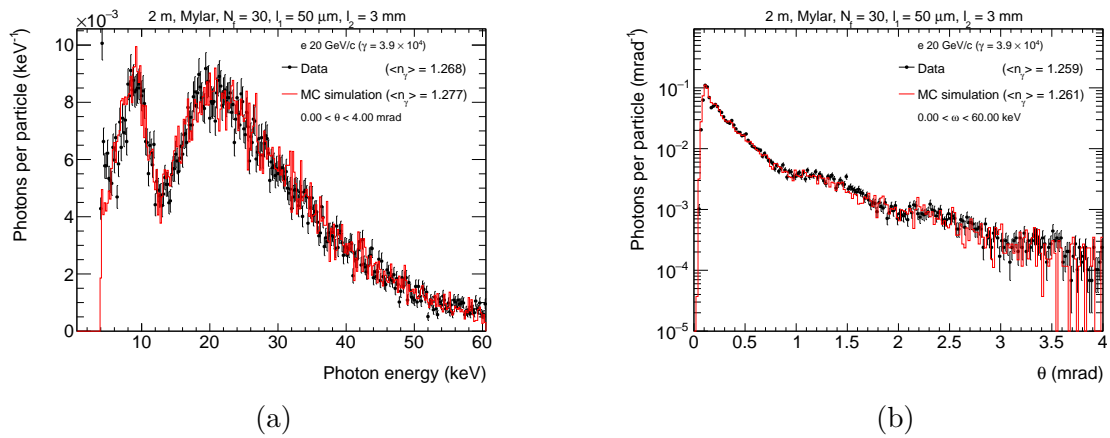 2 m, Mylar, N_f = 30, l_1 = 50 μm, l_2 = 3 mm
×10⁻³
e 20 GeV/c (γ = 3.9 × 10⁴)
Data (<n_γ> = 1.268)
MC simulation (<n_γ> = 1.277)
0.00 < θ < 4.00 mrad
Photons per particle (keV⁻¹)
10
8
6
4
2
0
10 20 30 40 50 60
Photon energy (keV)
(a)
2 m, Mylar, N_f = 30, l_1 = 50 μm, l_2 = 3 mm
e 20 GeV/c (γ = 3.9 × 10⁴)
Data (<n_γ> = 1.259)
MC simulation (<n_γ> = 1.261)
0.00 < ω < 60.00 keV
Photons per particle (mrad⁻¹)
10⁻¹
10⁻²
10⁻³
10⁻⁴
10⁻⁵
0 0.5 1 1.5 2 2.5 3 3.5 4
θ (mrad)
(b)